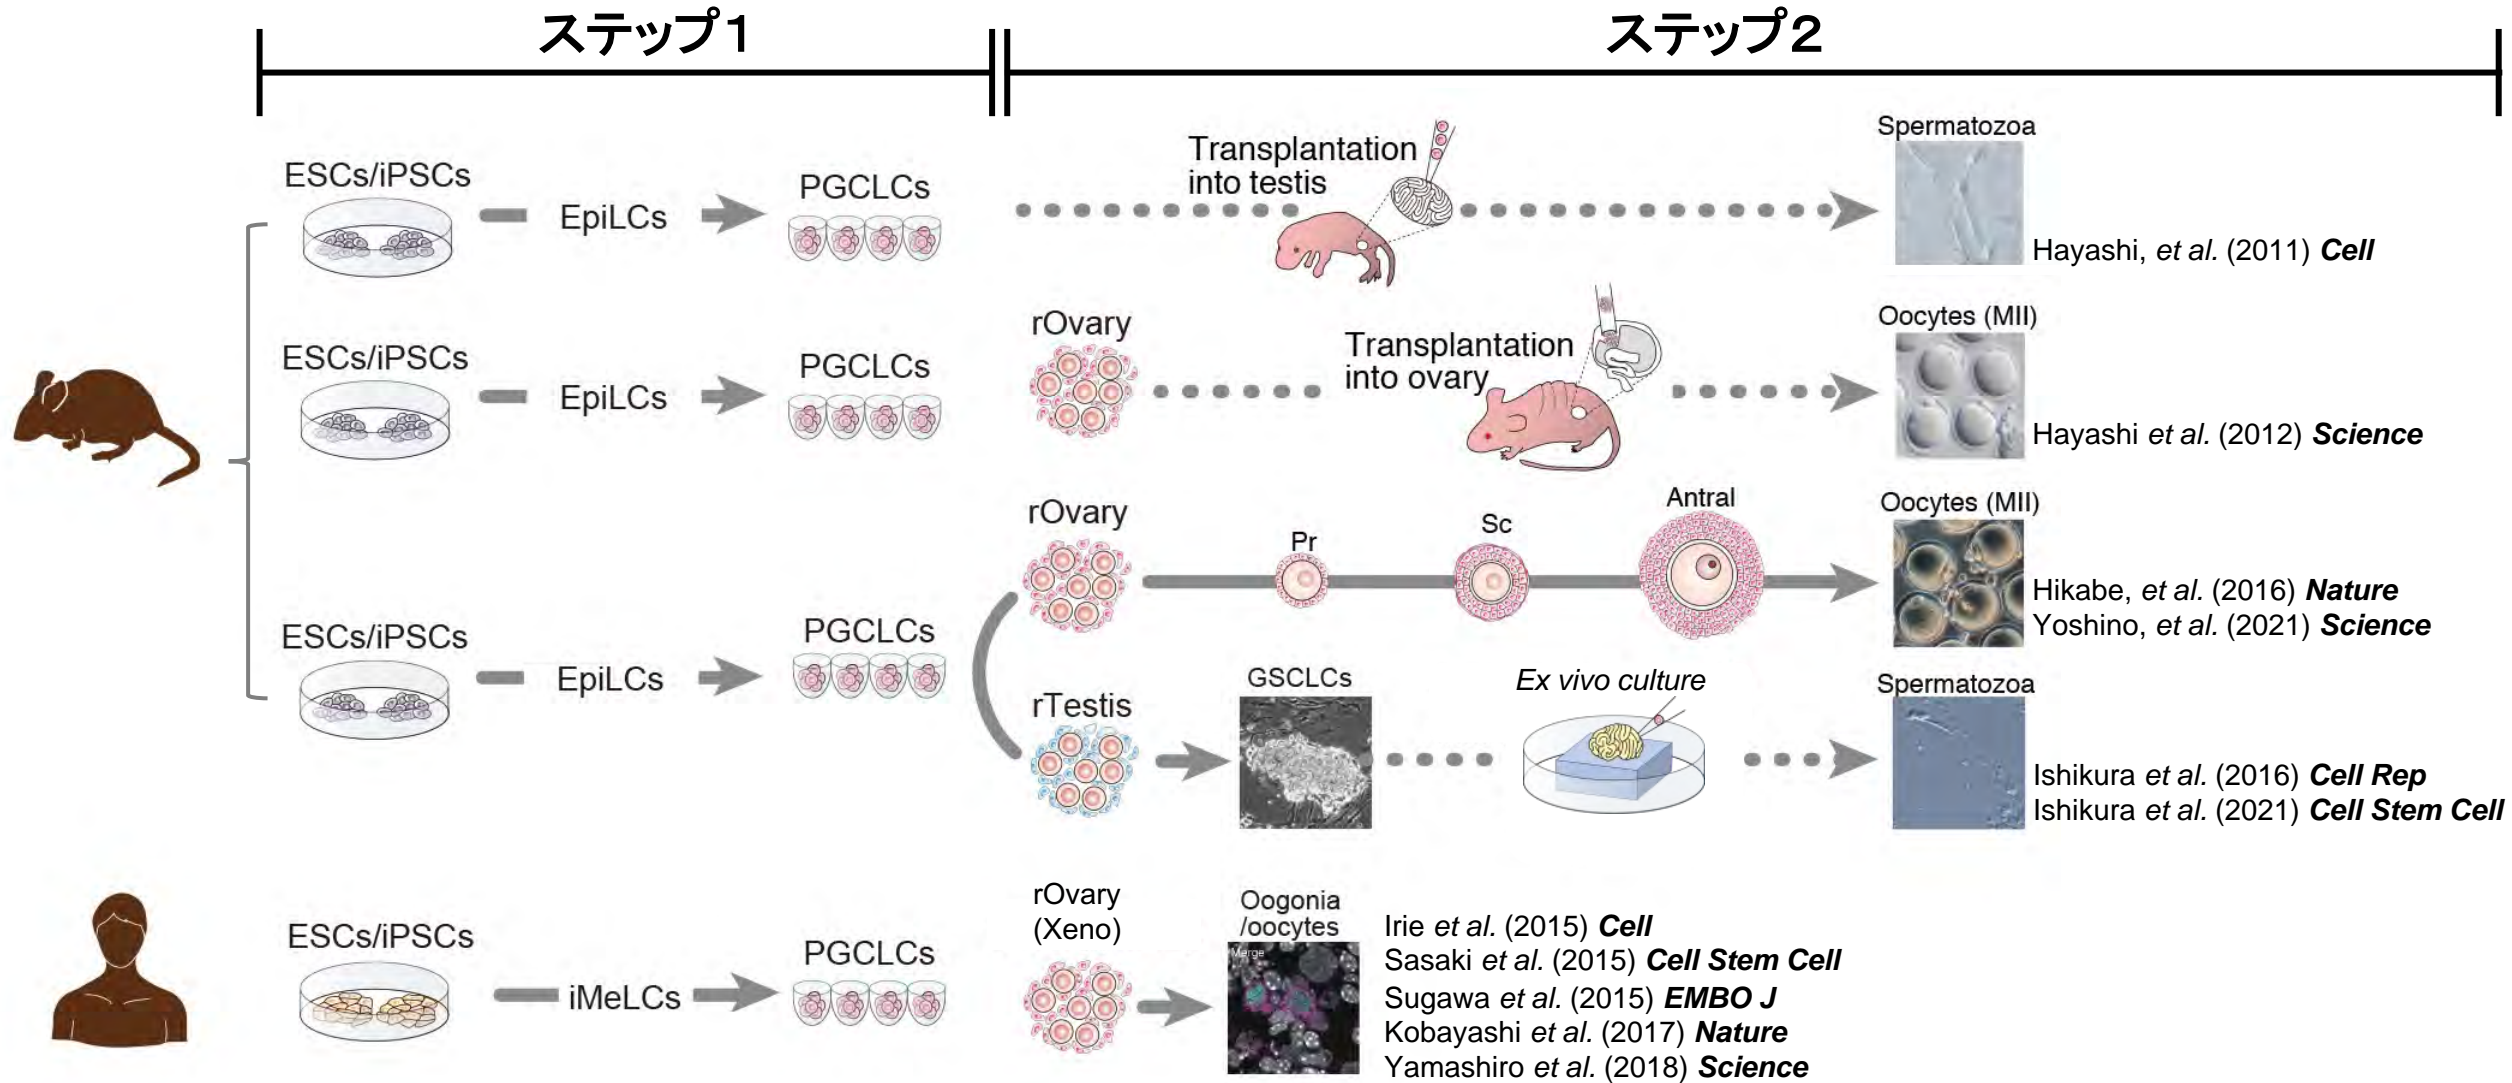 ステップ1
ステップ2
ESCs/iPSCs
EpiLCs
PGCLCs
Transplantation
into testis
Spermatozoa
Hayashi, et al. (2011) Cell
ESCs/iPSCs
EpiLCs
PGCLCs
rOvary
Transplantation
into ovary
Oocytes (MII)
Hayashi et al. (2012) Science
ESCs/iPSCs
EpiLCs
PGCLCs
rOvary
Pr
Sc
Antral
Oocytes (MII)
Hikabe, et al. (2016) Nature
Yoshino, et al. (2021) Science
rTestis
GSCLCs
Ex vivo culture
Spermatozoa
Ishikura et al. (2016) Cell Rep
Ishikura et al. (2021) Cell Stem Cell
ESCs/iPSCs
iMeLCs
PGCLCs
rOvary
(Xeno)
Oogonia
/oocytes
Merge
Irie et al. (2015) Cell
Sasaki et al. (2015) Cell Stem Cell
Sugawa et al. (2015) EMBO J
Kobayashi et al. (2017) Nature
Yamashiro et al. (2018) Science